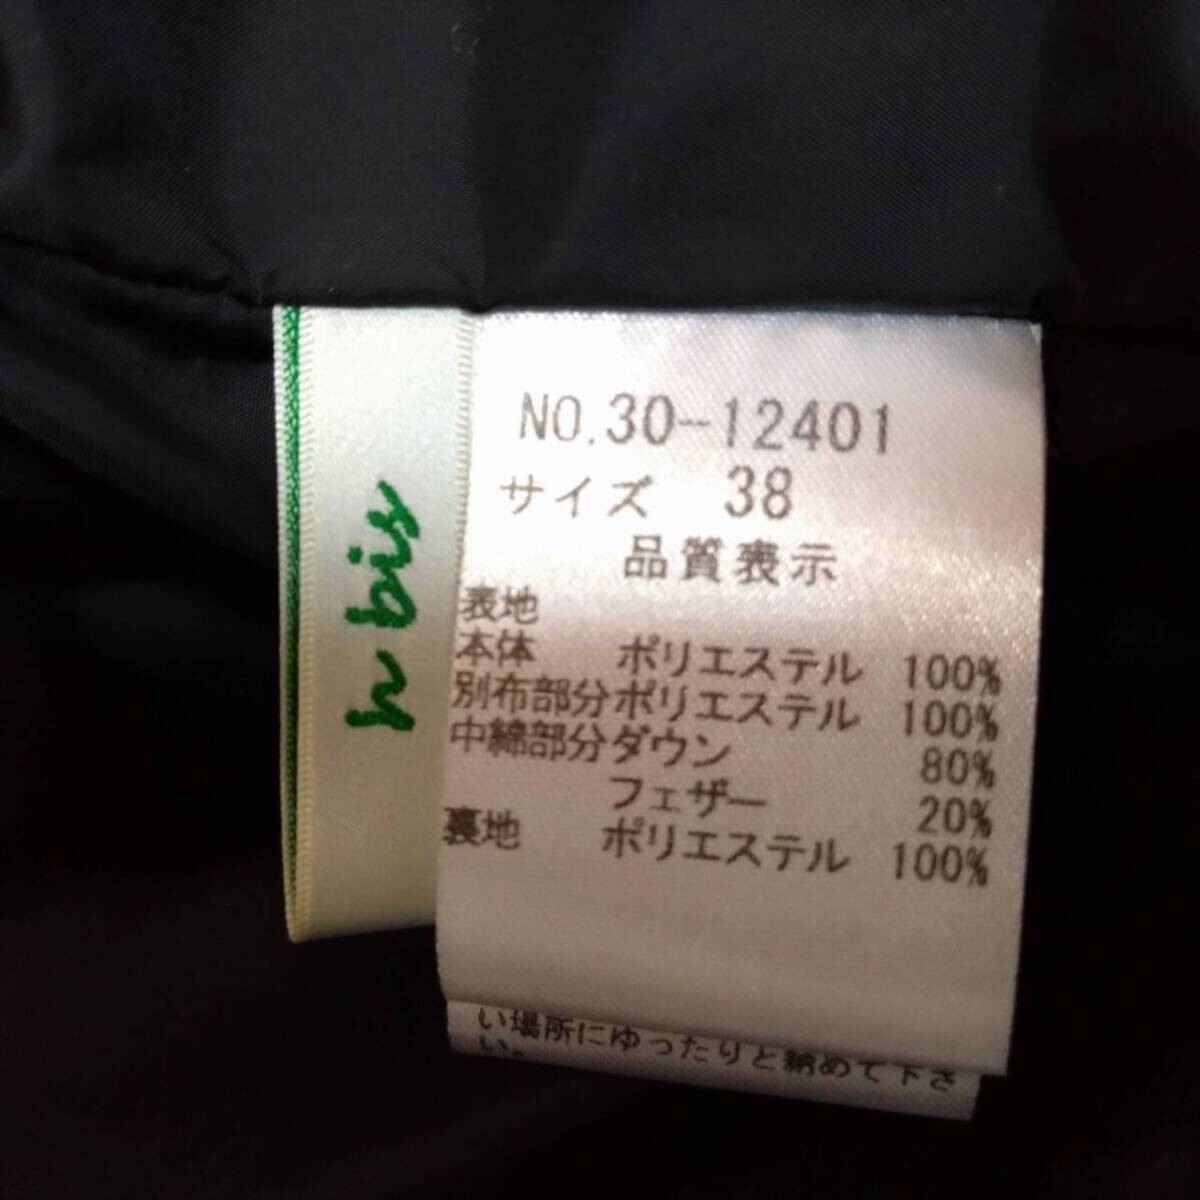 h bis
NO.30-12401
サイズ 38
品質表示
表地
本体 ポリエステル 100%
別布部分ポリエステル 100%
中綿部分ダウン 80%
フェザー 20%
裏地 ポリエステル 100%
い場所にゆったりと納めて下さ
い。